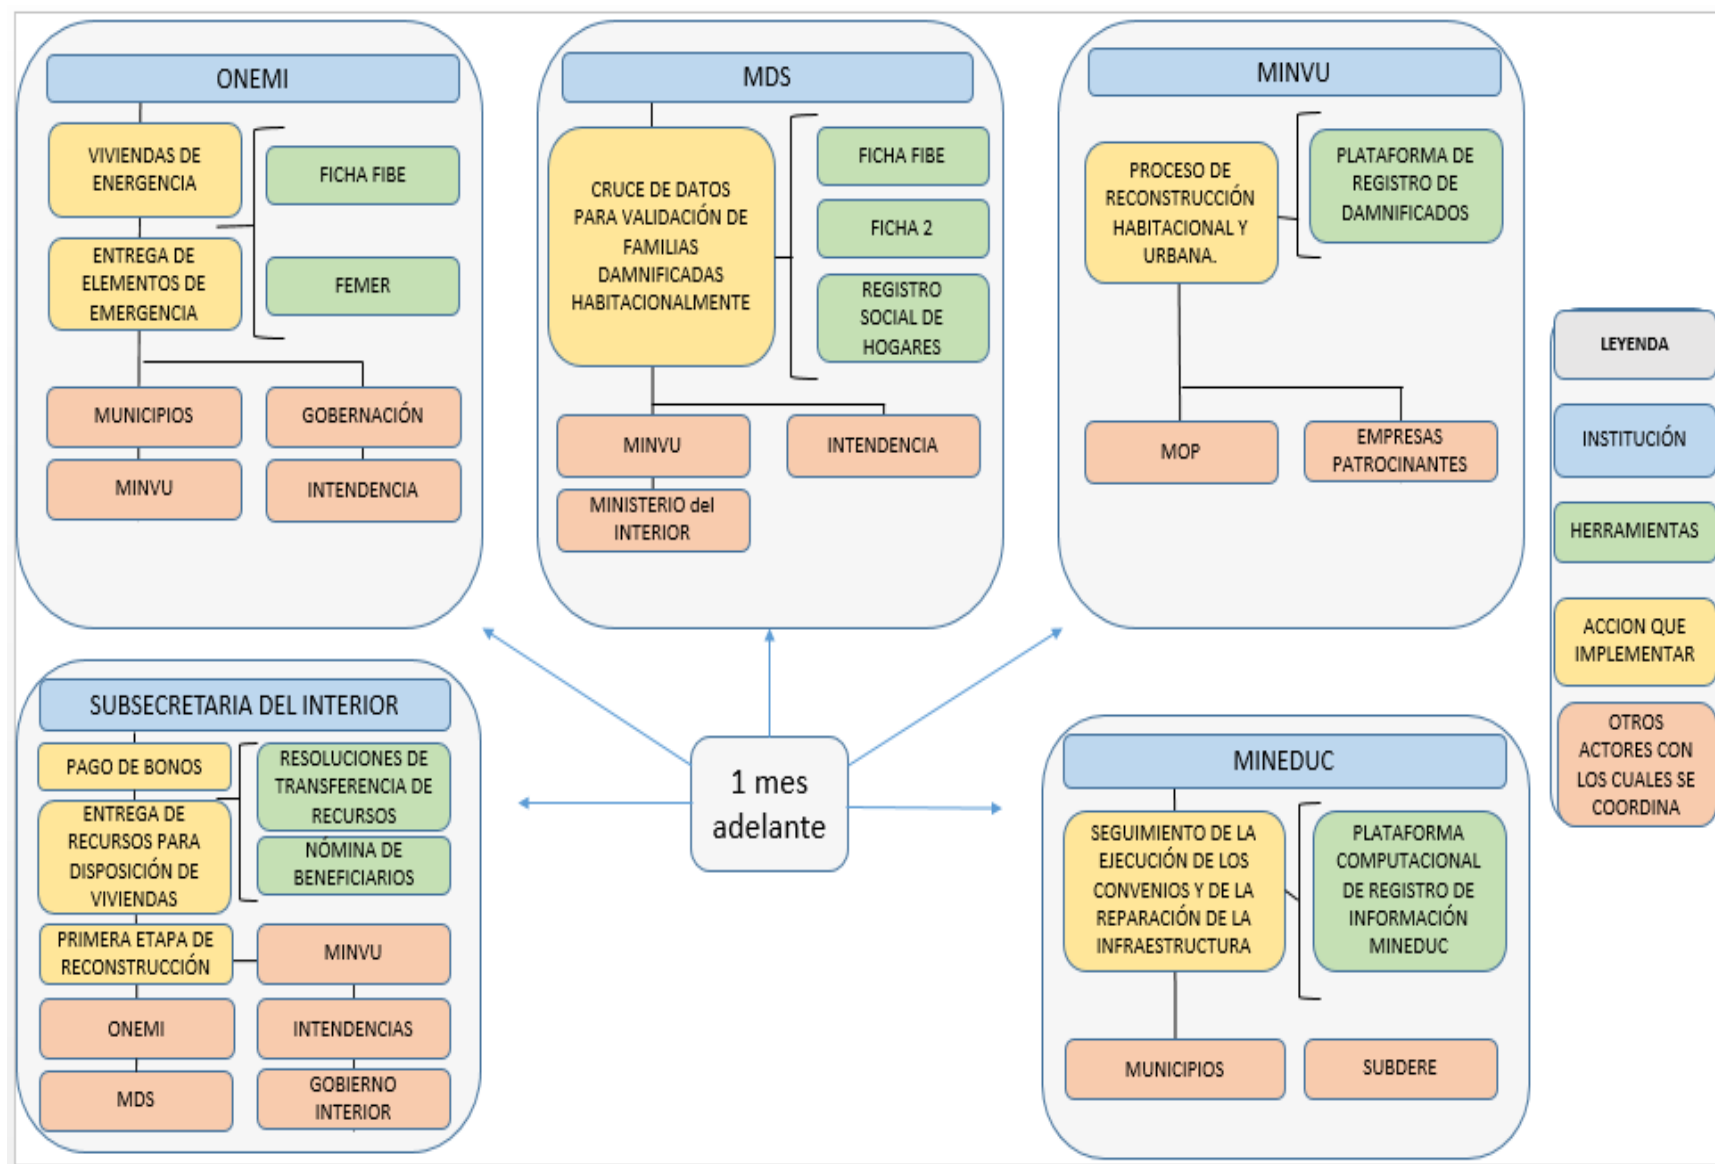 ONEMI
VIVIENDAS DE
ENERGENCIA
FICHA FIBE
ENTREGA DE
ELEMENTOS DE
EMERGENCIA
FEMER
MUNICIPIOS
GOBERNACIÓN
MINVU
INTENDENCIA
MDS
CRUCE DE DATOS
PARA VALIDACIÓN DE
FAMILIAS
DAMNIFICADAS
HABITACIONALMENTE
FICHA FIBE
FICHA 2
REGISTRO
SOCIAL DE
HOGARES
MINVU
INTENDENCIA
MINISTERIO del
INTERIOR
MINVU
PROCESO DE
RECONSTRUCCIÓN
HABITACIONAL Y
URBANA.
PLATAFORMA DE
REGISTRO DE
DAMNIFICADOS
MOP
EMPRESAS
PATROCINANTES
LEYENDA
INSTITUCIÓN
HERRAMIENTAS
ACCION QUE
IMPLEMENTAR
OTROS
ACTORES CON
LOS CUALES SE
COORDINA
SUBSECRETARIA DEL INTERIOR
PAGO DE BONOS
ENTREGA DE
RECURSOS PARA
DISPOSICIÓN DE
VIVIENDAS
RESOLUCIONES DE
TRANSFERENCIA DE
RECURSOS
NÓMINA DE
BENEFICIARIOS
PRIMERA ETAPA DE
RECONSTRUCCIÓN
MINVU
ONEMI
INTENDENCIAS
MDS
GOBIERNO
INTERIOR
1 mes
adelante
MINEDUC
SEGUIMIENTO DE LA
EJECUCIÓN DE LOS
CONVENIOS Y DE LA
REPARACIÓN DE LA
INFRAESTRUCTURA
PLATAFORMA
COMPUTACIONAL
DE REGISTRO DE
INFORMACIÓN
MINEDUC
MUNICIPIOS
SUBDERE